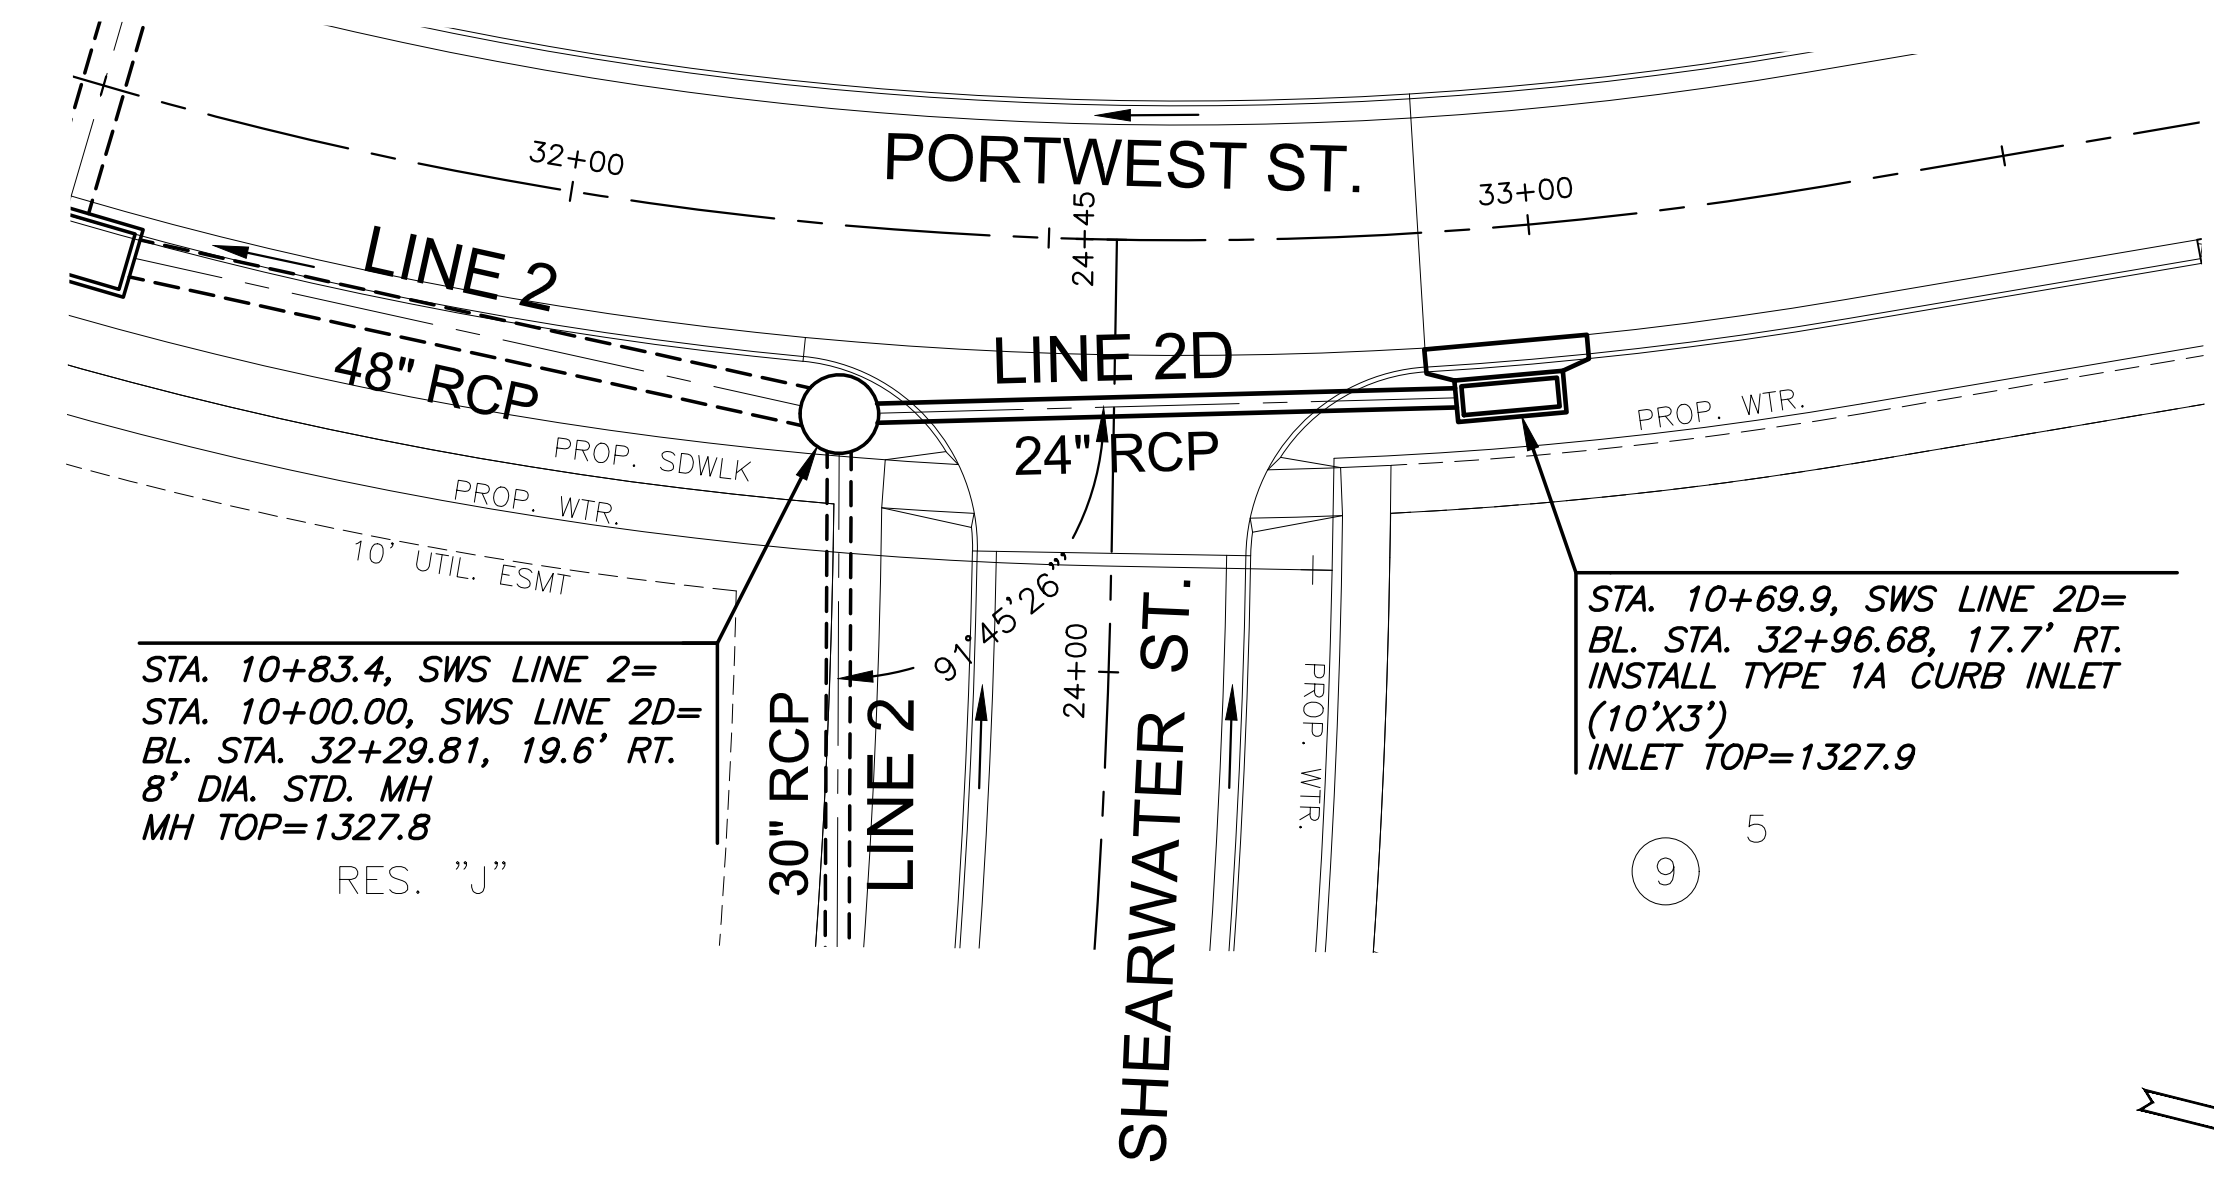 32+00
PORTWEST ST.
24+45
33+00
LINE 2
LINE 2D
48" RCP
24" RCP
PROP. WTR.
PROP. SDWLK
PROP. WTR.
10' UTIL. ESMT
91°45'26"
STA. 10+69.9, SWS LINE 2D=
BL. STA. 32+96.68, 17.7' RT.
INSTALL TYPE 1A CURB INLET
(10'X3')
INLET TOP=1327.9
STA. 10+83.4, SWS LINE 2=
STA. 10+00.00, SWS LINE 2D=
BL. STA. 32+29.81, 19.6' RT.
8' DIA. STD. MH
MH TOP=1327.8
30" RCP
LINE 2
24+00
SHEARWATER ST.
PROP. WTR.
RES. "J"
5
9